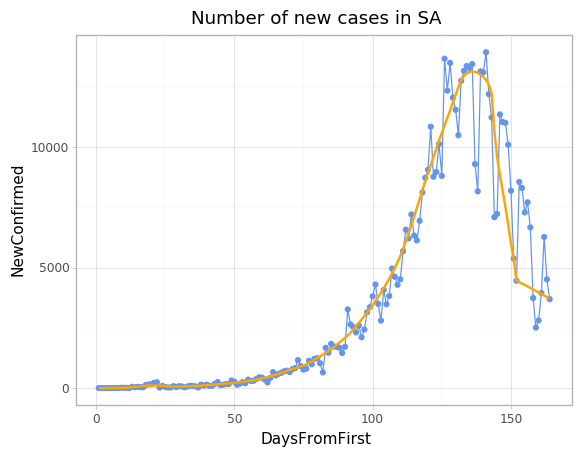 Number of new cases in SA
10000
5000
0
NewConfirmed
0 50 100 150
DaysFromFirst